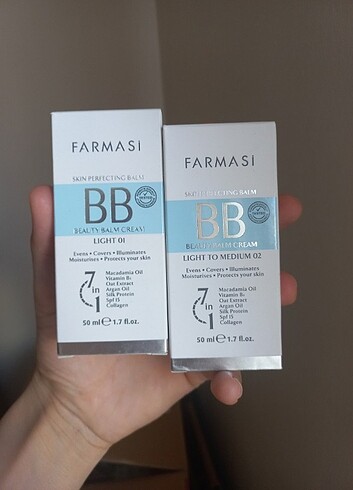 FARMASI
SKIN PERFECTING BALM
BB
BEAUTY BALM CREAM
LIGHT 01
Evens • Covers • Illuminates
Moisturises • Protects your skin
7 in 1
Macadamia Oil
Vitamin B₅
Oat Extract
Argan Oil
Silk Protein
Spf 15
Collagen
50 ml ℮ 1.7 fl.oz.
FARMASI
SKIN PERFECTING BALM
BB
BEAUTY BALM CREAM
LIGHT TO MEDIUM 02
Evens • Covers • Illuminates
Moisturises • Protects your skin
7 in 1
Macadamia Oil
Vitamin B₅
Oat Extract
Argan Oil
Silk Protein
Spf 15
Collagen
50 ml ℮ 1.7 fl.oz.